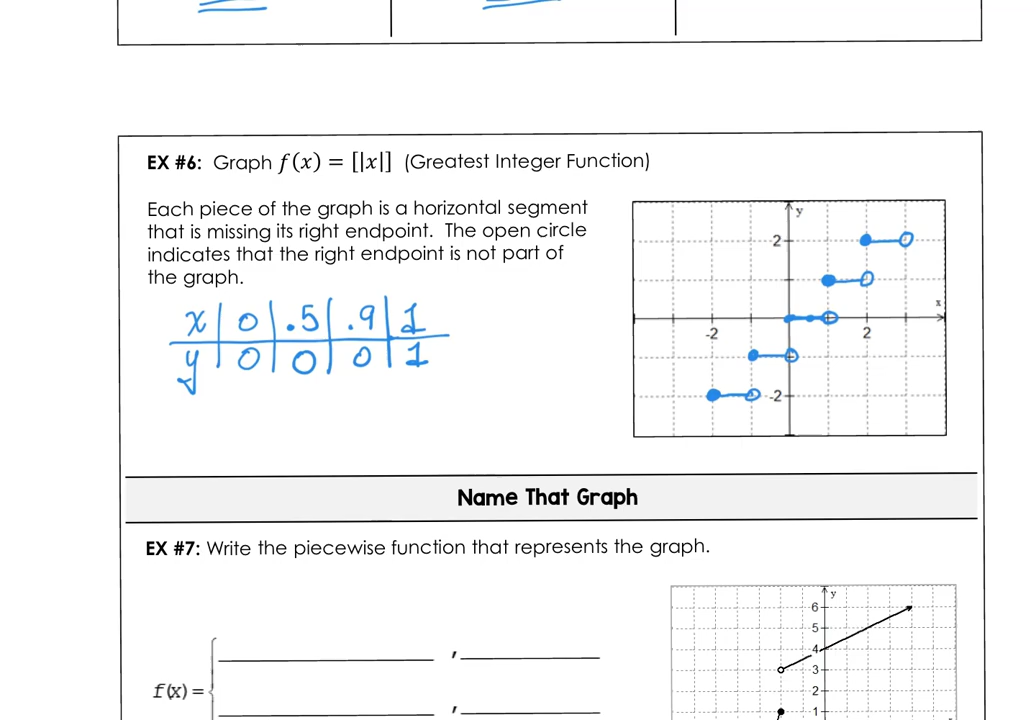 EX #6: Graph f(x) = [|x|] (Greatest Integer Function)
Each piece of the graph is a horizontal segment
that is missing its right endpoint. The open circle
indicates that the right endpoint is not part of
the graph.
x | 0 | .5 | .9 | 1
y | 0 | 0 | 0 | 1
y
2
x
-2 2
-2
Name That Graph
EX #7: Write the piecewise function that represents the graph.
y
6
5
4
3
2
1
,
f(x) = {
,